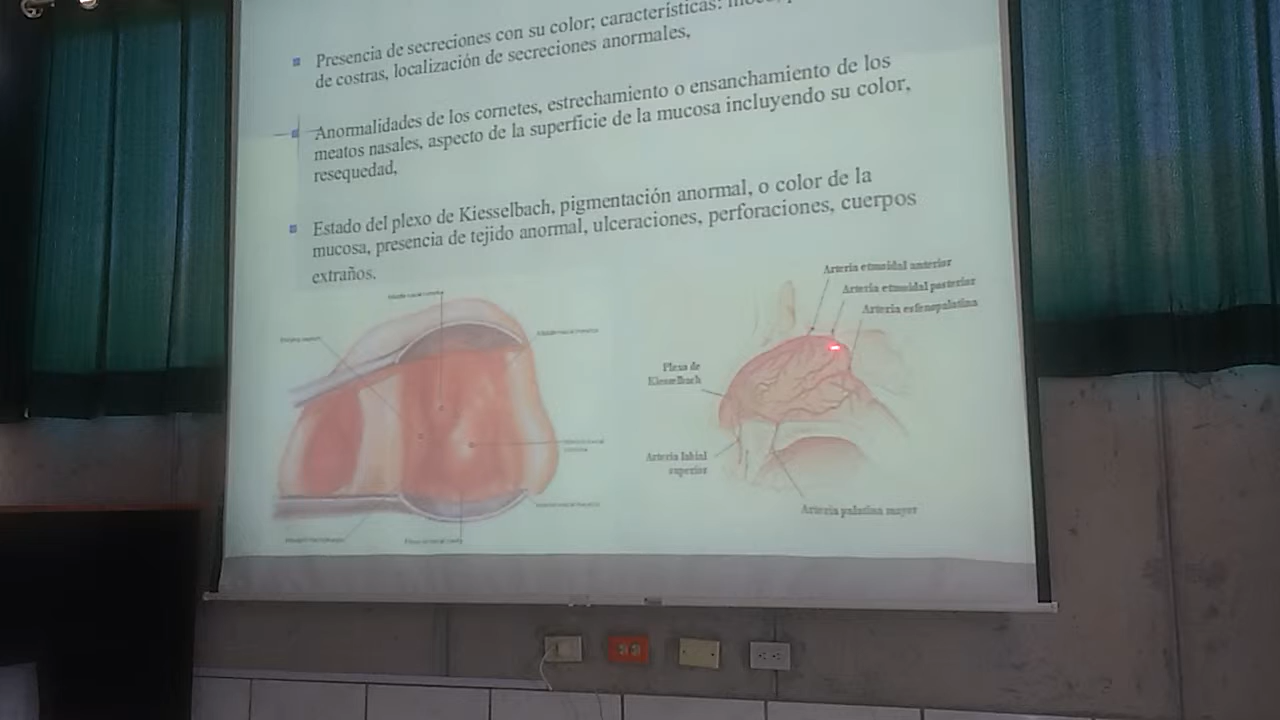 Presencia de secreciones con su color; características:
de costras, localización de secreciones anormales,
Anormalidades de los cornetes, estrechamiento o ensanchamiento de los
meatos nasales, aspecto de la superficie de la mucosa incluyendo su color,
resequedad,
Estado del plexo de Kiesselbach, pigmentación anormal, o color de la
mucosa, presencia de tejido anormal, ulceraciones, perforaciones, cuerpos
extraños.
Arteria etmoidal anterior
Arteria etmoidal posterior
Arteria esfenopalatina
Plexo de
Kiesselbach
Arteria labial
superior
Arteria palatina mayor